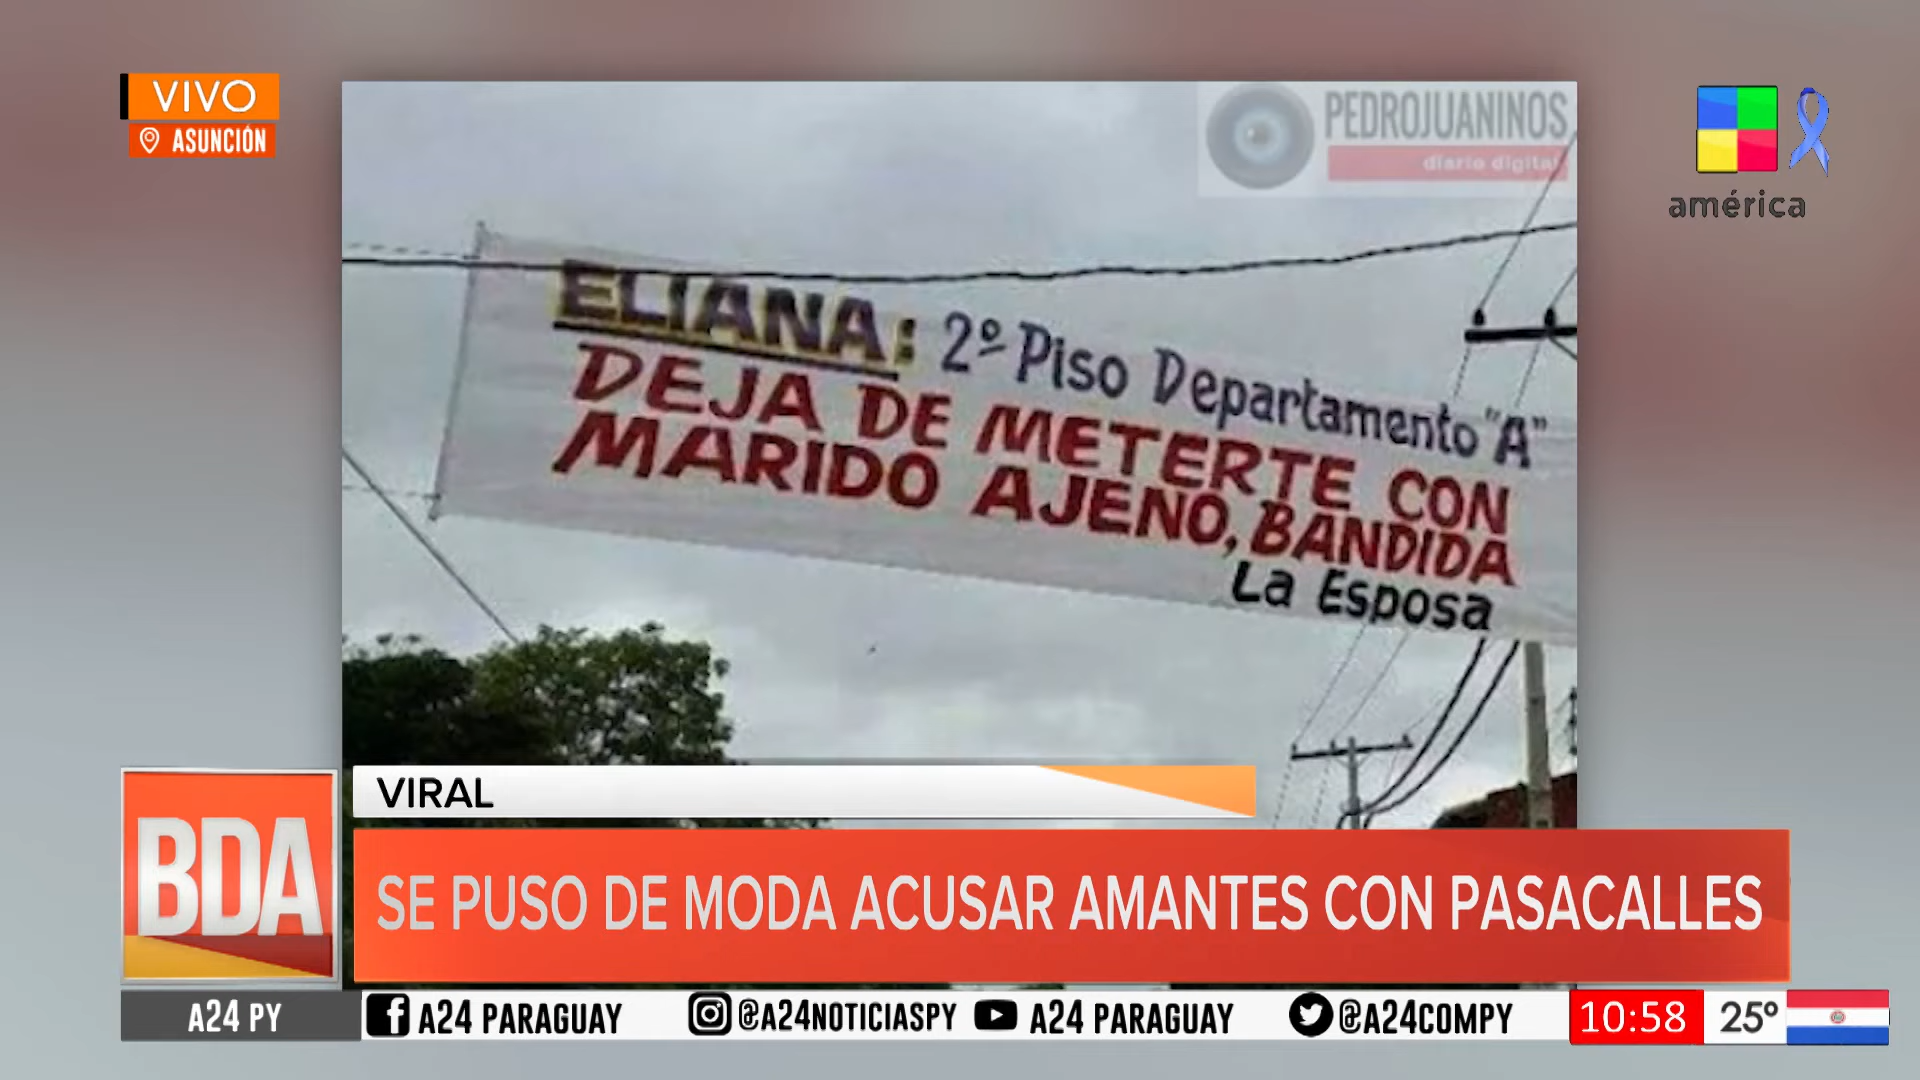 VIVO
ASUNCIÓN
PEDROJUANINOS
diario digital
américa
ELIANA: 2º Piso Departamento "A"
DEJA DE METERTE CON
MARIDO AJENO, BANDIDA
La Esposa
VIRAL
BDA
SE PUSO DE MODA ACUSAR AMANTES CON PASACALLES
A24 PY
A24 PARAGUAY
@A24NOTICIASPY
A24 PARAGUAY
@A24COMPY
10:58
25º